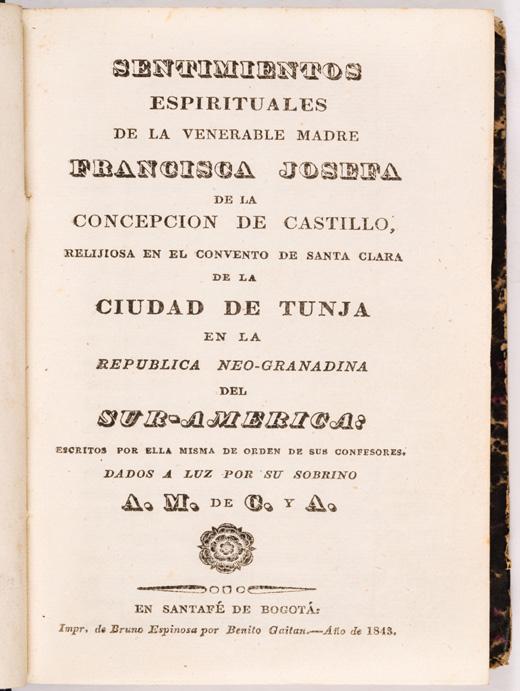 SENTIMIENTOS
ESPIRITUALES
DE LA VENERABLE MADRE
FRANCISCA JOSEFA
DE LA
CONCEPCION DE CASTILLO,
RELIJIOSA EN EL CONVENTO DE SANTA CLARA
DE LA
CIUDAD DE TUNJA
EN LA
REPUBLICA NEO-GRANADINA
DEL
SUR-AMERICA:
ESCRITOS POR ELLA MISMA DE ORDEN DE SUS CONFESORES.
DADOS A LUZ POR SU SOBRINO
A. M. DE C. Y A.
EN SANTAFÉ DE BOGOTÁ:
Impr. de Bruno Espinosa por Benito Gaitan.—Año de 1843.